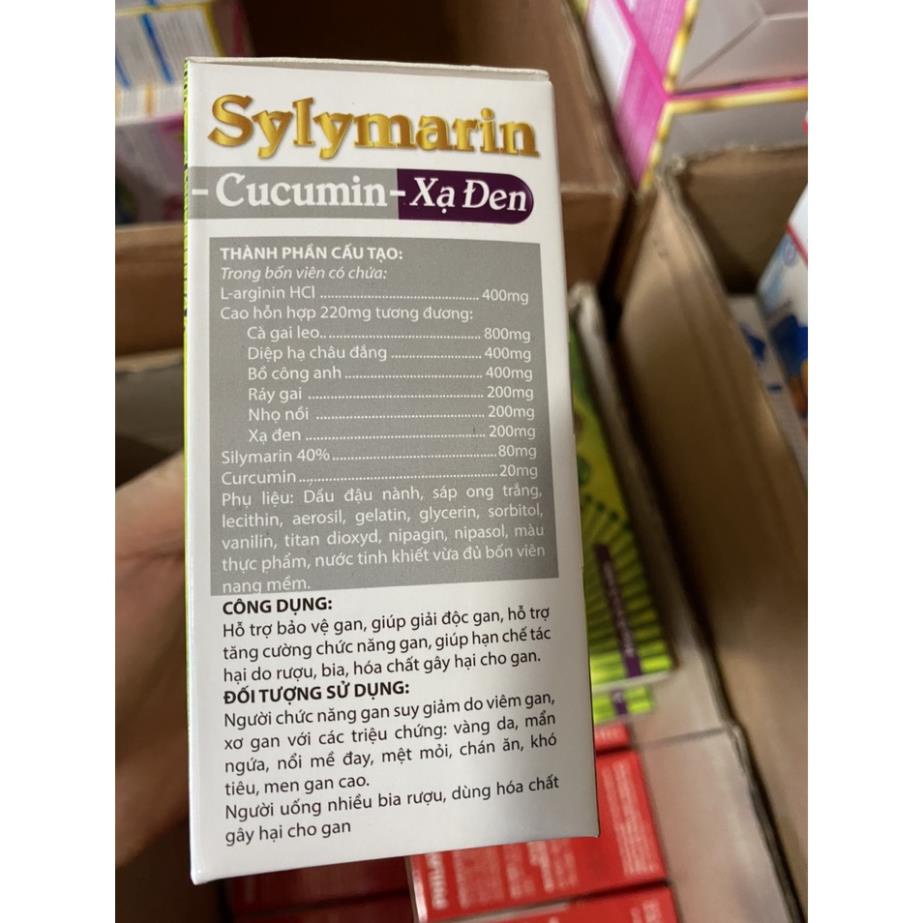 Sylymarin
-Cucumin-Xạ Đen
THÀNH PHẦN CẤU TẠO:
Trong bốn viên có chứa:
L-arginin HCl ........................................ 400mg
Cao hỗn hợp 220mg tương đương:
Cà gai leo.. ...................................... 800mg
Diệp hạ châu đắng ....................... 400mg
Bồ công anh .................................. 400mg
Ráy gai ............................................ 200mg
Nhọ nồi .......................................... 200mg
Xạ đen ............................................. 200mg
Silymarin 40% ......................................... 80mg
Curcumin .................................................. 20mg
Phụ liệu: Dầu đậu nành, sáp ong trắng,
lecithin, aerosil, gelatin, glycerin, sorbitol,
vanilin, titan dioxyd, nipagin, nipasol, màu
thực phẩm, nước tinh khiết vừa đủ bốn viên
nang mềm.
CÔNG DỤNG:
Hỗ trợ bảo vệ gan, giúp giải độc gan, hỗ trợ
tăng cường chức năng gan, giúp hạn chế tác
hại do rượu, bia, hóa chất gây hại cho gan.
ĐỐI TƯỢNG SỬ DỤNG:
Người chức năng gan suy giảm do viêm gan,
xơ gan với các triệu chứng: vàng da, mẩn
ngứa, nổi mề đay, mệt mỏi, chán ăn, khó
tiêu, men gan cao.
Người uống nhiều bia rượu, dùng hóa chất
gây hại cho gan